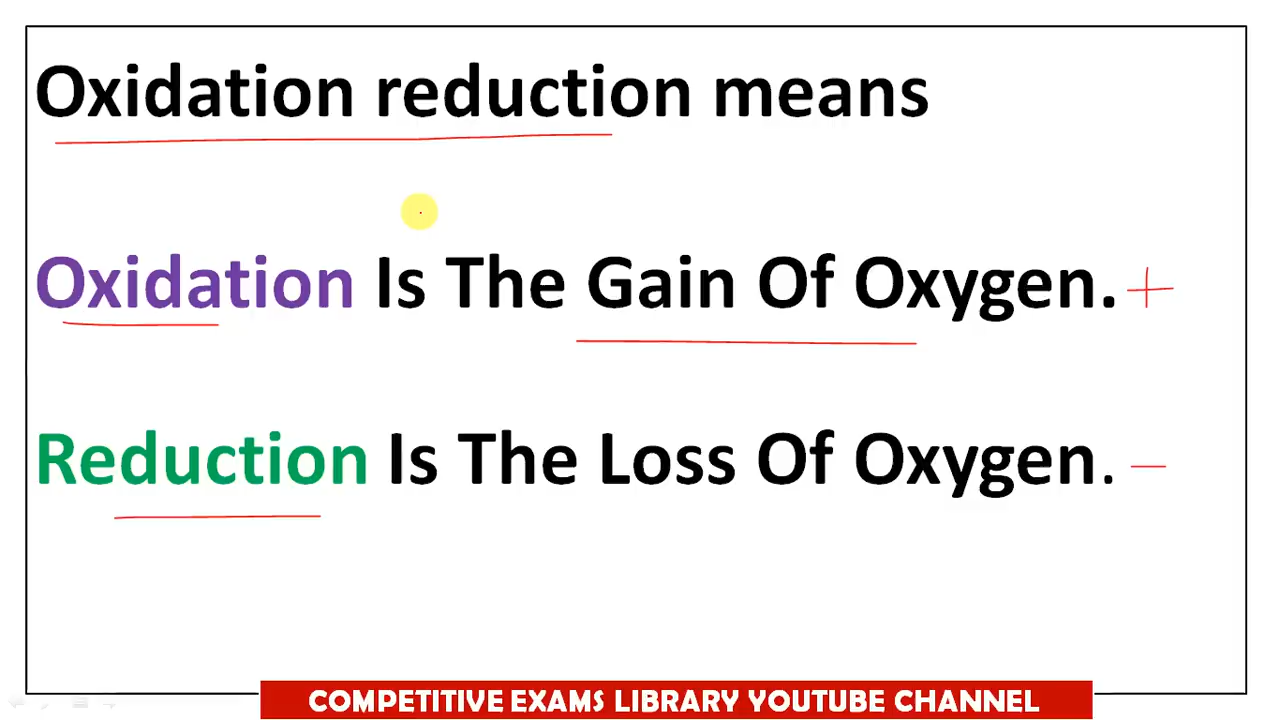 Oxidation reduction means
Oxidation Is The Gain Of Oxygen. +
Reduction Is The Loss Of Oxygen. −
COMPETITIVE EXAMS LIBRARY YOUTUBE CHANNEL